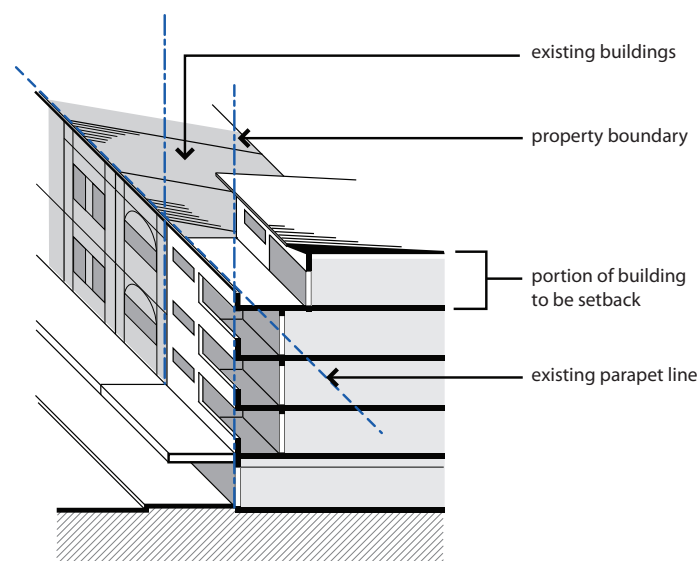 existing buildings
property boundary
portion of building
to be setback
existing parapet line